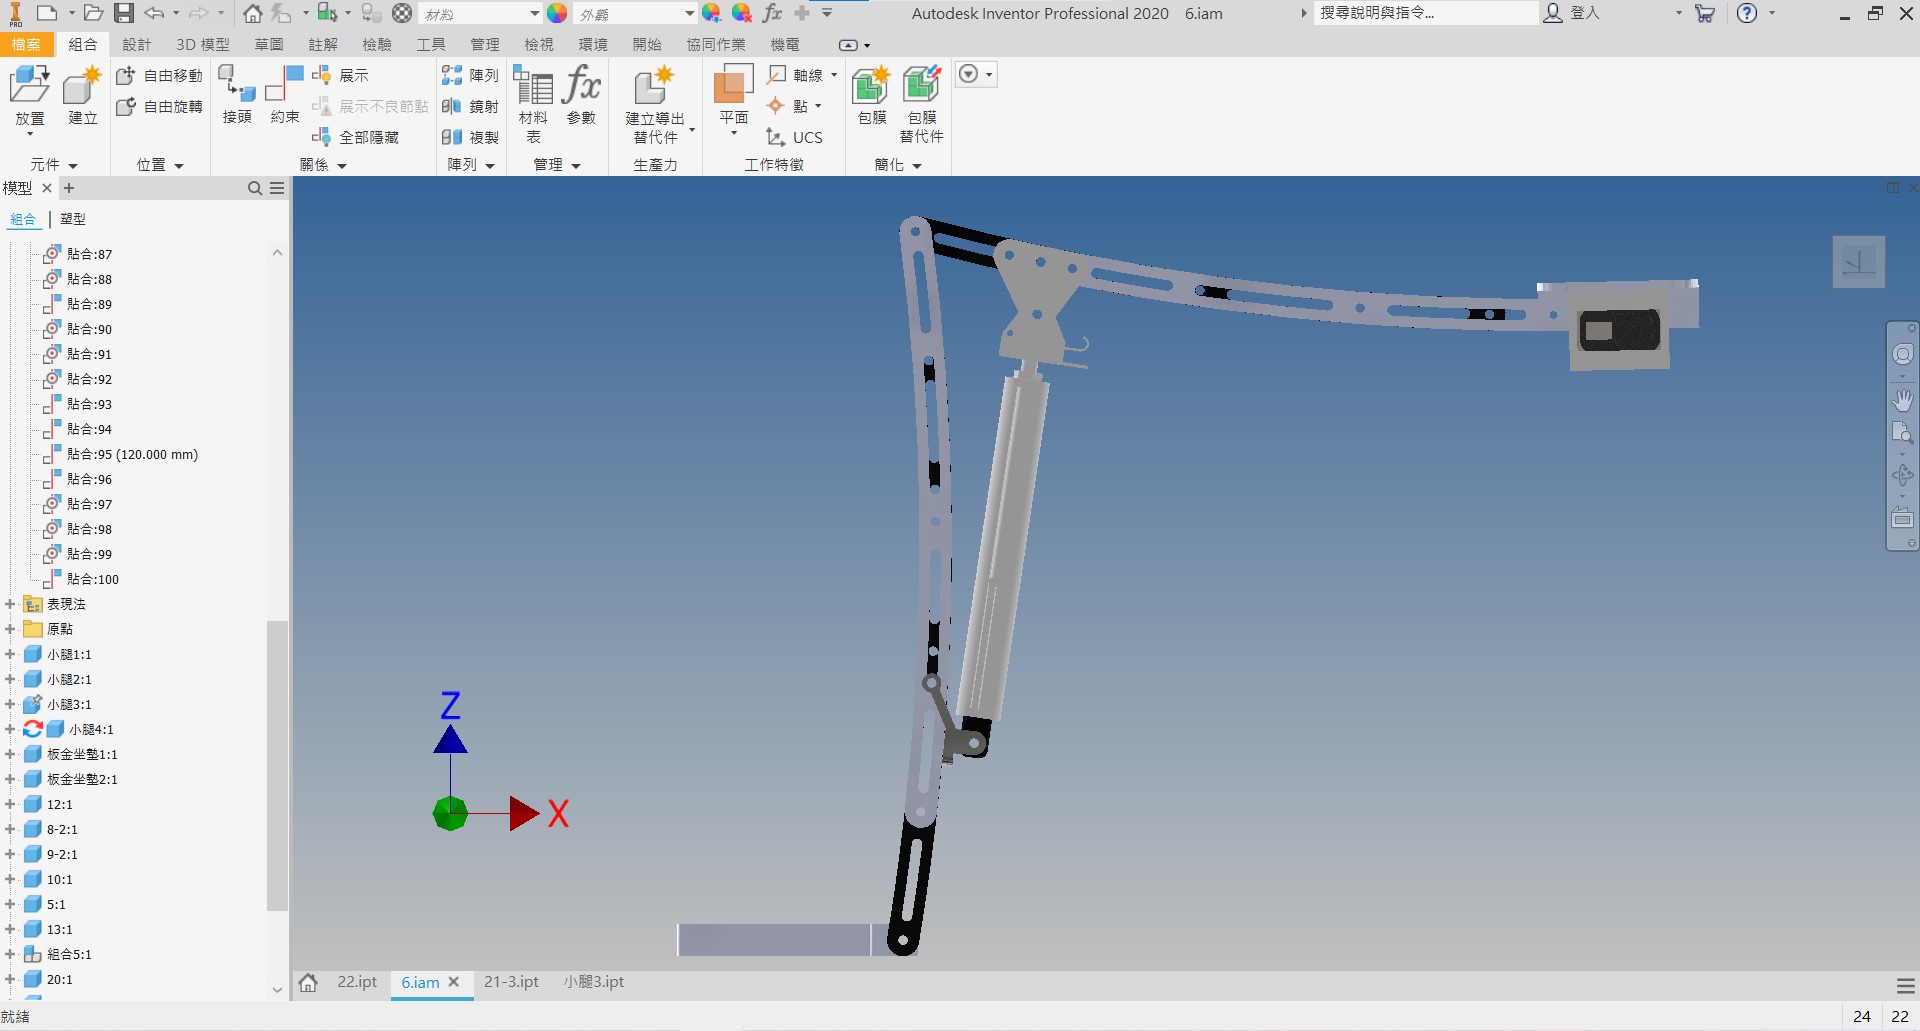 PRO
材料
外觀
Autodesk Inventor Professional 2020 6.iam
搜尋說明與指令...
登入
檔案 組合 設計 3D 模型 草圖 註解 檢驗 工具 管理 檢視 環境 開始 協同作業 機電
放置
建立
自由移動
自由旋轉
接頭
約束
展示
展示不良節點
全部隱藏
陣列
鏡射
複製
材料表
fx
參數
建立導出
替代件
平面
軸線
點
UCS
包膜
包膜
替代件
元件 位置 關係 陣列 管理 生產力 工作特徵 簡化
模型
組合 | 塑型
貼合:87
貼合:88
貼合:89
貼合:90
貼合:91
貼合:92
貼合:93
貼合:94
貼合:95 (120.000 mm)
貼合:96
貼合:97
貼合:98
貼合:99
貼合:100
表現法
原點
小腿1:1
小腿2:1
小腿3:1
小腿4:1
板金坐墊1:1
板金坐墊2:1
12:1
8-2:1
9-2:1
10:1
5:1
13:1
組合5:1
20:1
Z
X
22.ipt 6.iam 21-3.ipt 小腿3.ipt
就緒
24 22